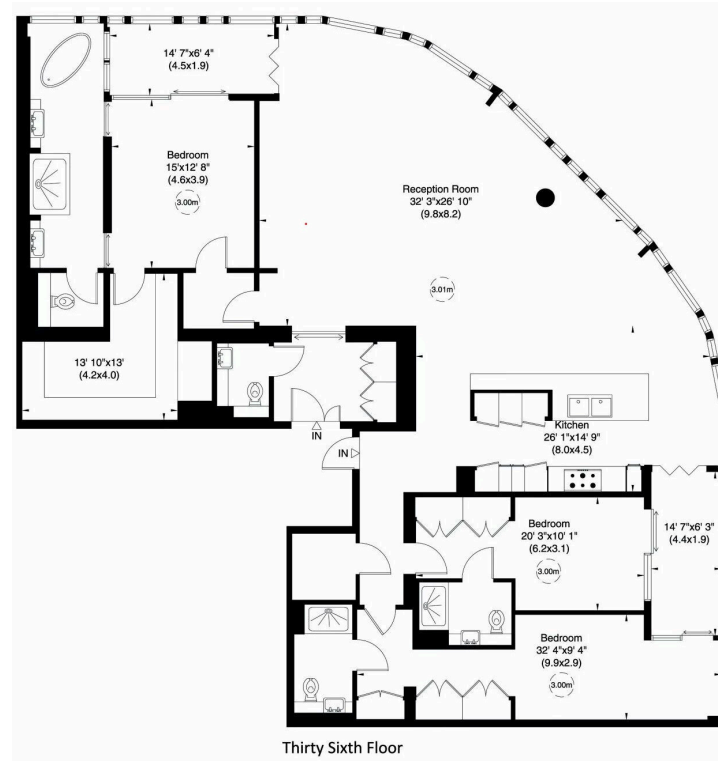 14' 7"x6' 4"
(4.5x1.9)
Bedroom
15'x12' 8"
(4.6x3.9)
3.00m
Reception Room
32' 3"x26' 10"
(9.8x8.2)
3.01m
13' 10"x13'
(4.2x4.0)
IN
IN
Kitchen
26' 1"x14' 9"
(8.0x4.5)
Bedroom
20' 3"x10' 1"
(6.2x3.1)
3.00m
14' 7"x6' 3"
(4.4x1.9)
Bedroom
32' 4"x9' 4"
(9.9x2.9)
3.00m
Thirty Sixth Floor